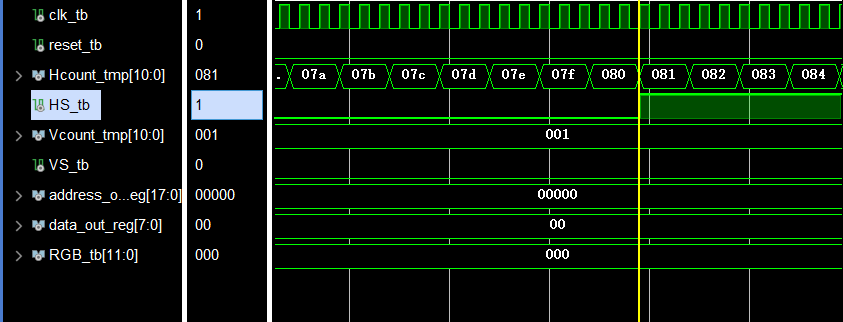 clk_tb 1
reset_tb 0
Hcount_tmp[10:0] 081 . 07a 07b 07c 07d 07e 07f 080 081 082 083 084
HS_tb 1
Vcount_tmp[10:0] 001 001
VS_tb 0
address_o...eg[17:0] 00000 00000
data_out_reg[7:0] 00 00
RGB_tb[11:0] 000 000